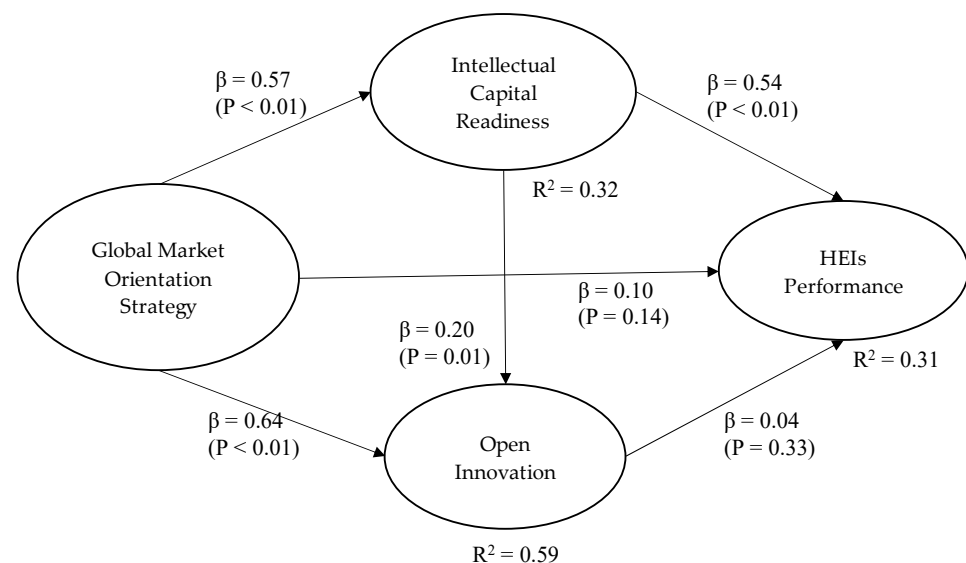 β = 0.57
(P < 0.01)
Intellectual
Capital
Readiness
β = 0.54
(P < 0.01)
R² = 0.32
Global Market
Orientation
Strategy
HEIs
Performance
β = 0.10
(P = 0.14)
β = 0.20
(P = 0.01)
R² = 0.31
β = 0.64
(P < 0.01)
Open
Innovation
β = 0.04
(P = 0.33)
R² = 0.59